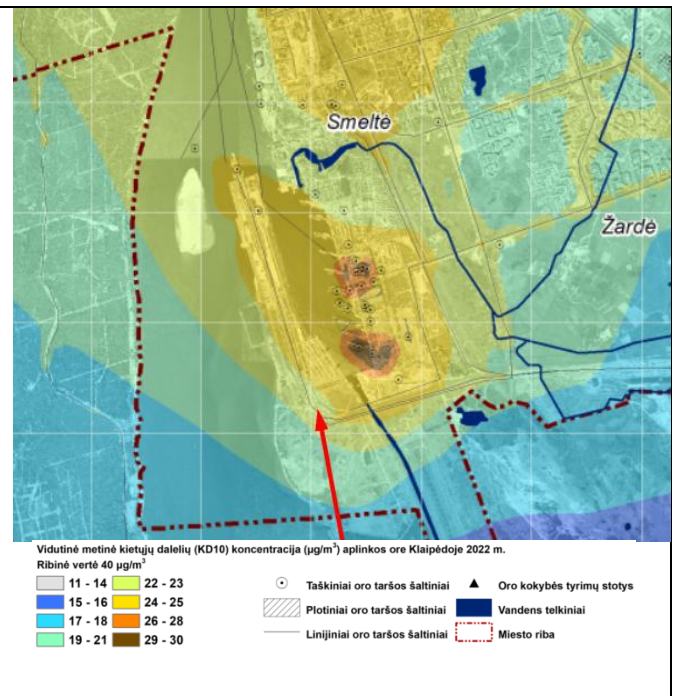 Smeltė
Žardė
Vidutinė metinė kietųjų dalelių (KD10) koncentracija (µg/m³) aplinkos ore Klaipėdoje 2022 m.
Ribinė vertė 40 µg/m³
11 - 14
22 - 23
15 - 16
24 - 25
17 - 18
26 - 28
19 - 21
29 - 30
Taškiniai oro taršos šaltiniai
Oro kokybės tyrimų stotys
Plotiniai oro taršos šaltiniai
Vandens telkiniai
Linijiniai oro taršos šaltiniai
Miesto riba